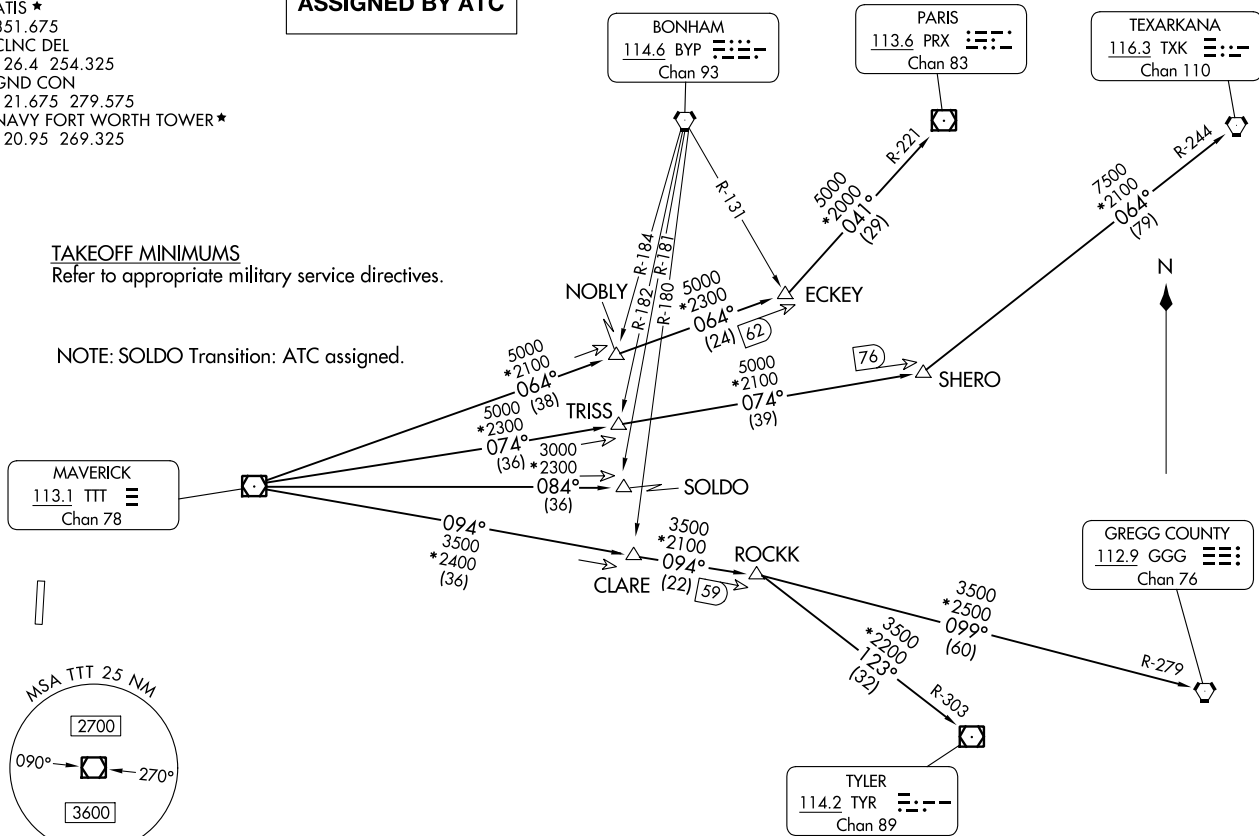 ATIS ★
351.675
CLNC DEL
26.4 254.325
GND CON
21.675 279.575
NAVY FORT WORTH TOWER ★
20.95 269.325
ASSIGNED BY ATC
BONHAM
114.6 BYP
Chan 93
PARIS
113.6 PRX
Chan 83
TEXARKANA
116.3 TXK
Chan 110
TAKEOFF MINIMUMS
Refer to appropriate military service directives.
NOTE: SOLDO Transition: ATC assigned.
R-131
R-184
R-182
R-181
R-180
R-221
R-244
5000
*2000
041°
(29)
7500
*2100
064°
(79)
N
NOBLY
ECKEY
5000
*2300
064°
(24)
62
5000
*2100
064°
(38)
76
SHERO
5000
*2100
074°
(39)
TRISS
5000
*2300
074°
(36)
3000
*2300
084°
(36)
SOLDO
MAVERICK
113.1 TTT
Chan 78
094°
3500
*2400
(36)
CLARE
3500
*2100
094°
(22)
59
ROCKK
GREGG COUNTY
112.9 GGG
Chan 76
3500
*2500
099°
(60)
R-279
3500
*2200
123°
(32)
R-303
TYLER
114.2 TYR
Chan 89
MSA TTT 25 NM
2700
090°
270°
3600